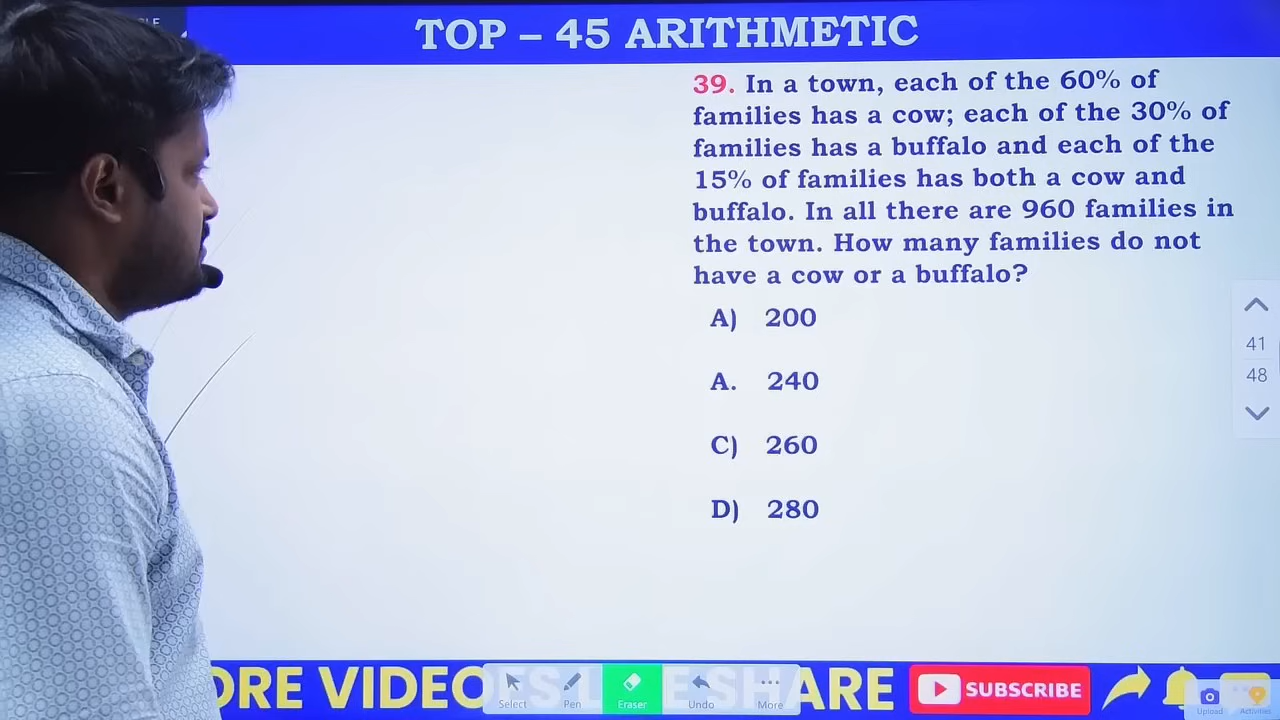 TOP – 45 ARITHMETIC
39. In a town, each of the 60% of
families has a cow; each of the 30% of
families has a buffalo and each of the
15% of families has both a cow and
buffalo. In all there are 960 families in
the town. How many families do not
have a cow or a buffalo?
A) 200
A. 240
C) 260
D) 280
41
48
SUBSCRIBE
Select Pen Eraser Undo More
Upload Activities